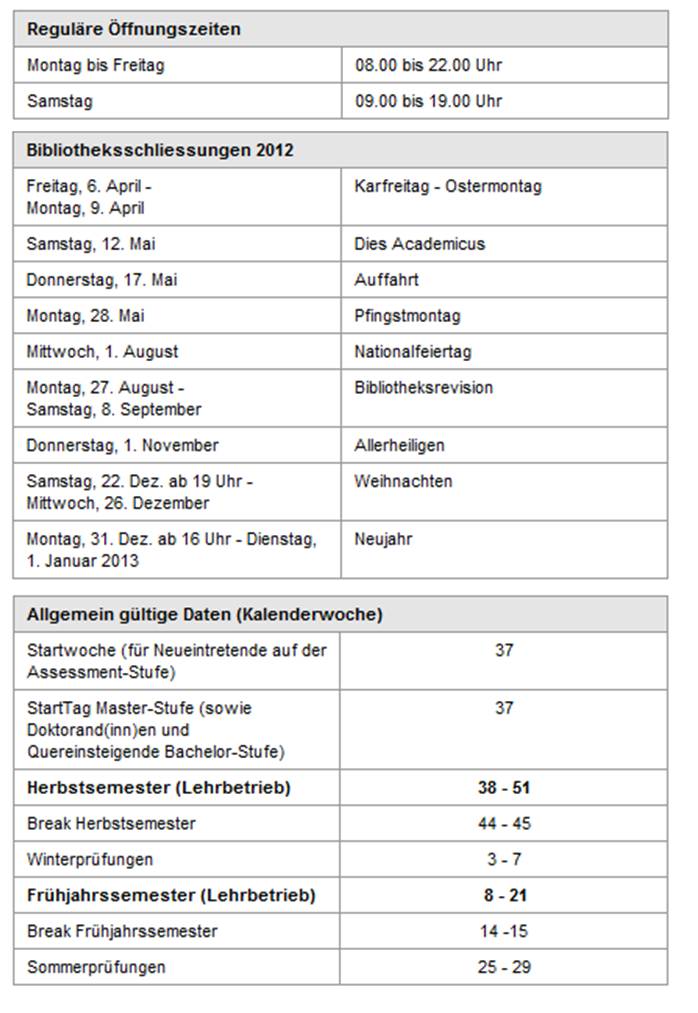 Reguläre Öffnungszeiten
Montag bis Freitag 08.00 bis 22.00 Uhr
Samstag 09.00 bis 19.00 Uhr
Bibliotheksschliessungen 2012
Freitag, 6. April - Karfreitag - Ostermontag
Montag, 9. April
Samstag, 12. Mai Dies Academicus
Donnerstag, 17. Mai Auffahrt
Montag, 28. Mai Pfingstmontag
Mittwoch, 1. August Nationalfeiertag
Montag, 27. August - Bibliotheksrevision
Samstag, 8. September
Donnerstag, 1. November Allerheiligen
Samstag, 22. Dez. ab 19 Uhr - Weihnachten
Mittwoch, 26. Dezember
Montag, 31. Dez. ab 16 Uhr - Dienstag, Neujahr
1. Januar 2013
Allgemein gültige Daten (Kalenderwoche)
Startwoche (für Neueintretende auf der 37
Assessment-Stufe)
StartTag Master-Stufe (sowie 37
Doktorand(inn)en und
Quereinsteigende Bachelor-Stufe)
Herbstsemester (Lehrbetrieb) 38 - 51
Break Herbstsemester 44 - 45
Winterprüfungen 3 - 7
Frühjahrssemester (Lehrbetrieb) 8 - 21
Break Frühjahrssemester 14 -15
Sommerprüfungen 25 - 29